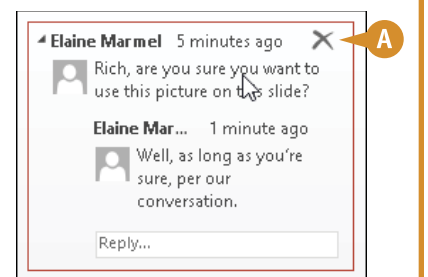 Elaine Marmel 5 minutes ago
A
Rich, are you sure you want to
use this picture on this slide?
Elaine Mar... 1 minute ago
Well, as long as you're
sure, per our
conversation.
Reply...